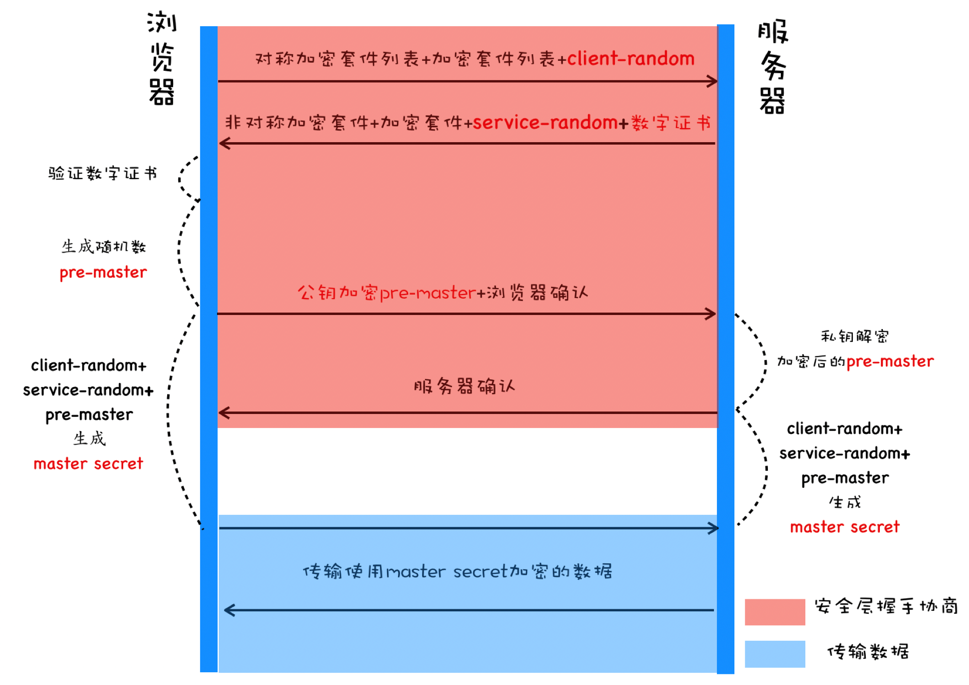 浏览器
服务器
对称加密套件列表+加密套件列表+client-random
非对称加密套件+加密套件+service-random+数字证书
验证数字证书
生成随机数
pre-master
公钥加密pre-master+浏览器确认
私钥解密
加密后的pre-master
client-random+
service-random+
pre-master
生成
master secret
服务器确认
client-random+
service-random+
pre-master
生成
master secret
传输使用master secret加密的数据
安全层握手协商
传输数据